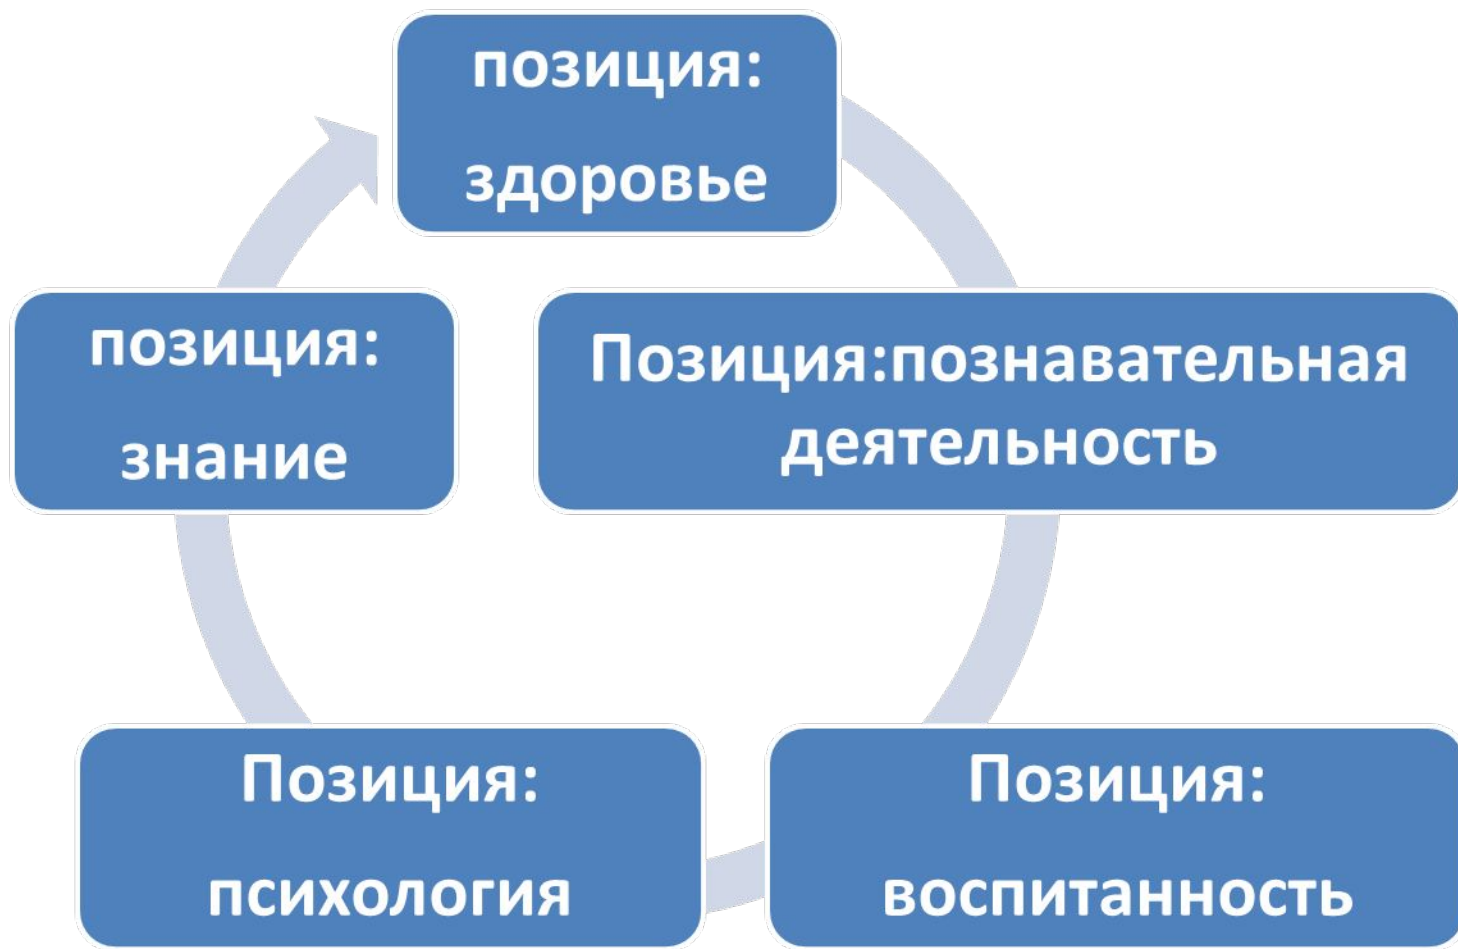 позиция:
здоровье
позиция:
знание
Позиция:познавательная
деятельность
Позиция:
психология
Позиция:
воспитанность